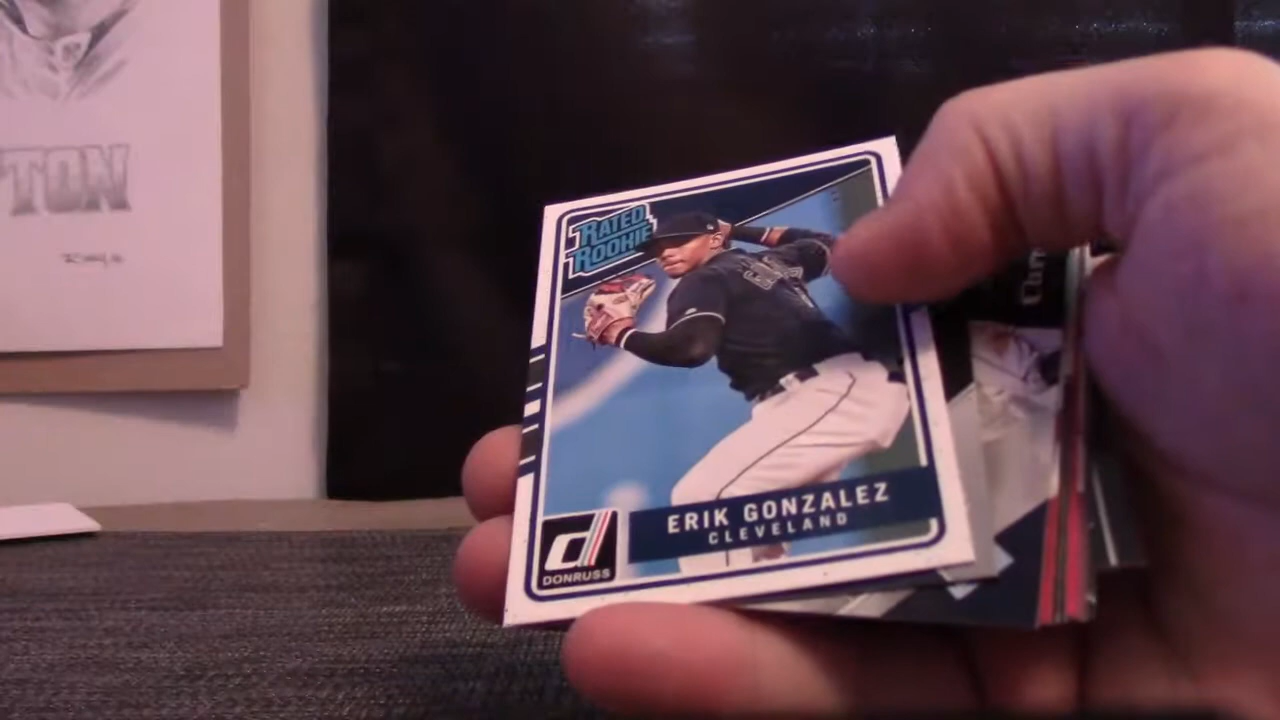 TON
RATED
ROOKIE
ERIK GONZALEZ
CLEVELAND
d
DONRUSS